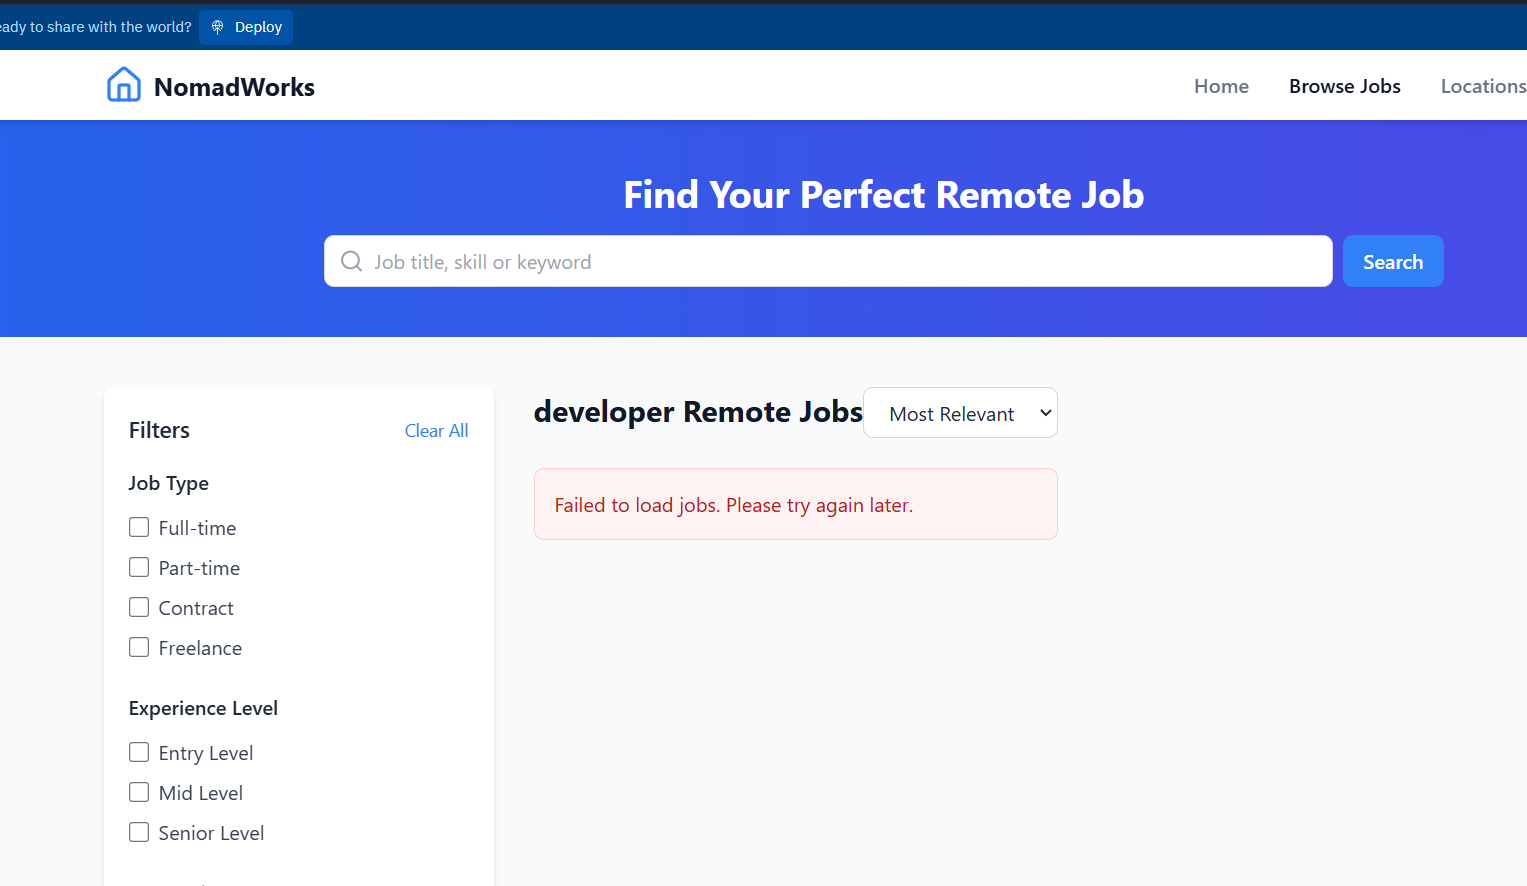 to share with the world?
Deploy
NomadWorks
Home
Browse Jobs
Locations
Find Your Perfect Remote Job
Job title, skill or keyword
Search
Filters
Clear All
Job Type
Full-time
Part-time
Contract
Freelance
Experience Level
Entry Level
Mid Level
Senior Level
developer Remote Jobs
Most Relevant
Failed to load jobs. Please try again later.